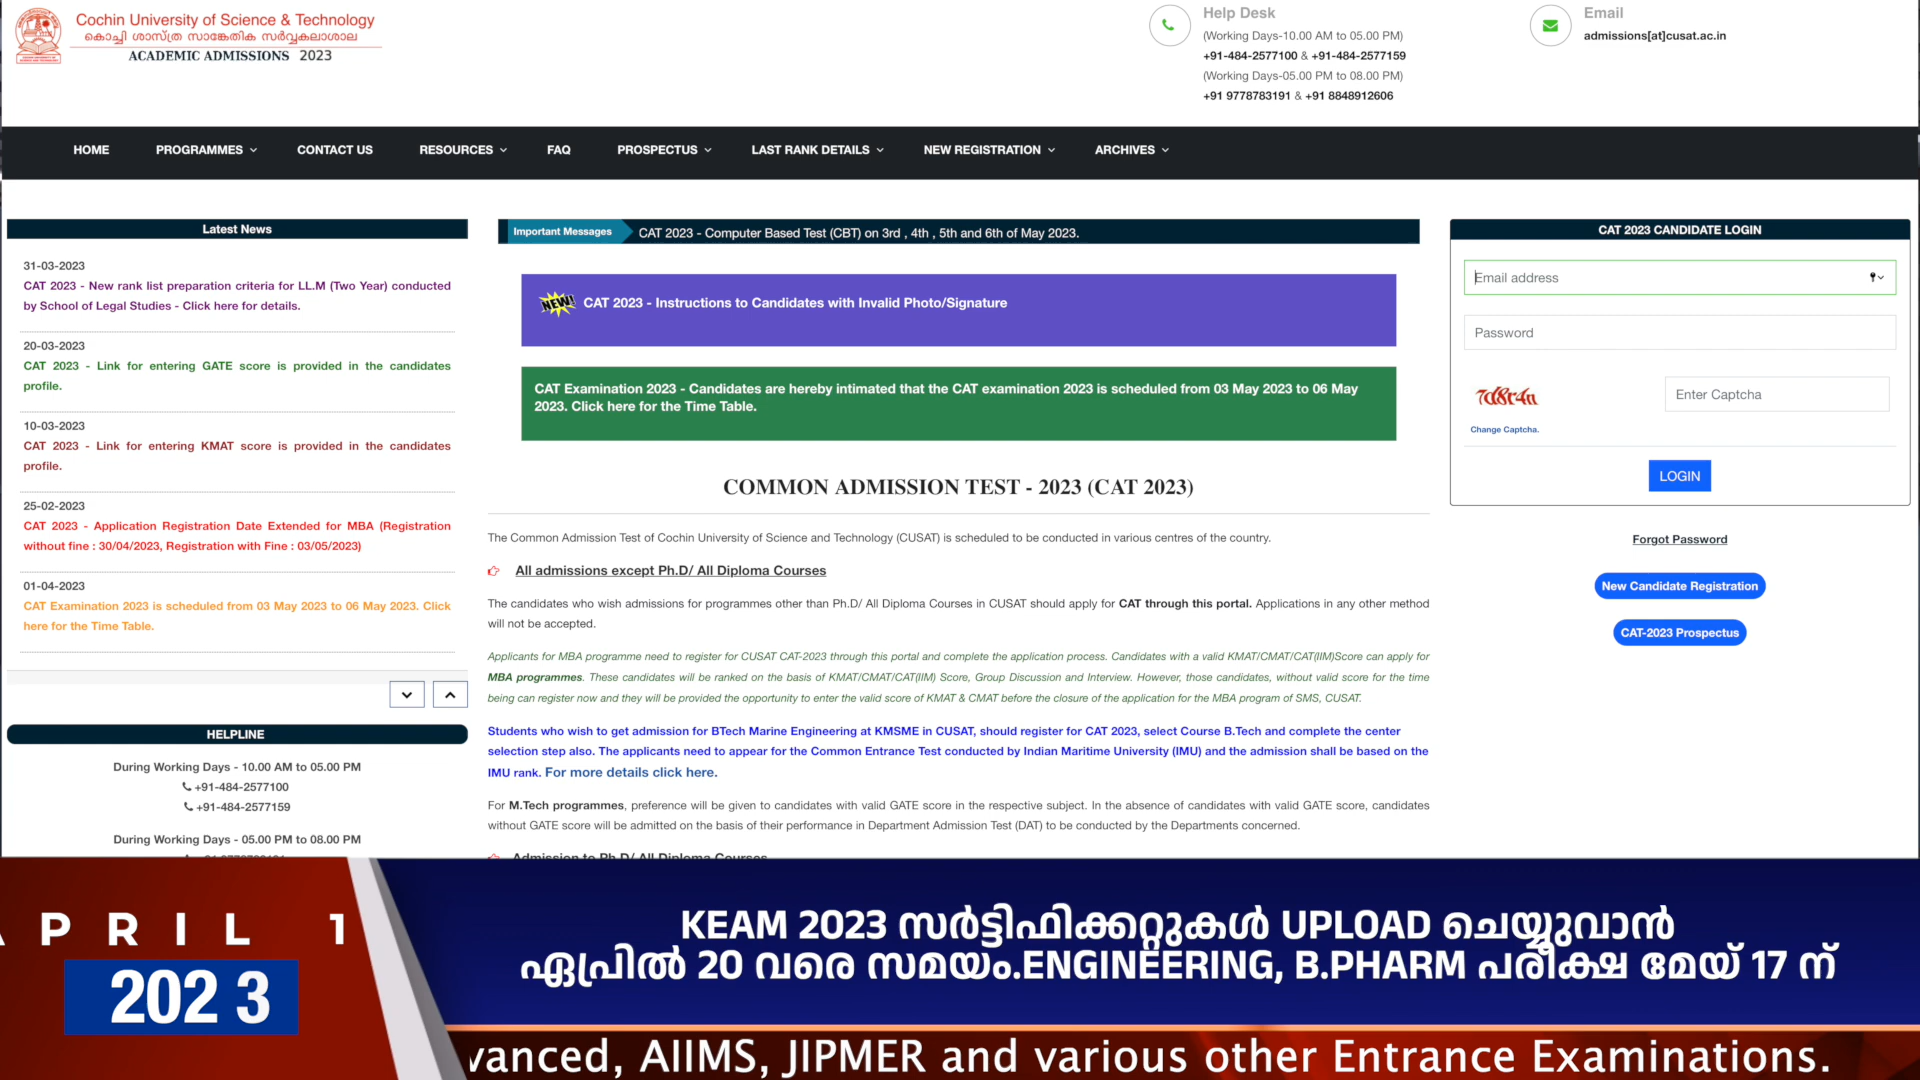 Cochin University of Science & Technology
കൊച്ചി ശാസ്ത്ര സാങ്കേതിക സർവ്വകലാശാല
ACADEMIC ADMISSIONS 2023
Help Desk
(Working Days-10.00 AM to 05.00 PM)
+91-484-2577100 & +91-484-2577159
(Working Days-05.00 PM to 08.00 PM)
+91 9778783191 & +91 8848912606
Email
admissions[at]cusat.ac.in
HOME PROGRAMMES CONTACT US RESOURCES FAQ PROSPECTUS LAST RANK DETAILS NEW REGISTRATION ARCHIVES
Latest News
31-03-2023
CAT 2023 - New rank list preparation criteria for LL.M (Two Year) conducted
by School of Legal Studies - Click here for details.
20-03-2023
CAT 2023 - Link for entering GATE score is provided in the candidates
profile.
10-03-2023
CAT 2023 - Link for entering KMAT score is provided in the candidates
profile.
25-02-2023
CAT 2023 - Application Registration Date Extended for MBA (Registration
without fine : 30/04/2023, Registration with Fine : 03/05/2023)
01-04-2023
CAT Examination 2023 is scheduled from 03 May 2023 to 06 May 2023. Click
here for the Time Table.
HELPLINE
During Working Days - 10.00 AM to 05.00 PM
+91-484-2577100
+91-484-2577159
During Working Days - 05.00 PM to 08.00 PM
Important Messages CAT 2023 - Computer Based Test (CBT) on 3rd , 4th , 5th and 6th of May 2023.
NEW! CAT 2023 - Instructions to Candidates with Invalid Photo/Signature
CAT Examination 2023 - Candidates are hereby intimated that the CAT examination 2023 is scheduled from 03 May 2023 to 06 May
2023. Click here for the Time Table.
COMMON ADMISSION TEST - 2023 (CAT 2023)
The Common Admission Test of Cochin University of Science and Technology (CUSAT) is scheduled to be conducted in various centres of the country.
All admissions except Ph.D/ All Diploma Courses
The candidates who wish admissions for programmes other than Ph.D/ All Diploma Courses in CUSAT should apply for CAT through this portal. Applications in any other method
will not be accepted.
Applicants for MBA programme need to register for CUSAT CAT-2023 through this portal and complete the application process. Candidates with a valid KMAT/CMAT/CAT(IIM)Score can apply for
MBA programmes. These candidates will be ranked on the basis of KMAT/CMAT/CAT(IIM) Score, Group Discussion and Interview. However, those candidates, without valid score for the time
being can register now and they will be provided the opportunity to enter the valid score of KMAT & CMAT before the closure of the application for the MBA program of SMS, CUSAT.
Students who wish to get admission for BTech Marine Engineering at KMSME in CUSAT, should register for CAT 2023, select Course B.Tech and complete the center
selection step also. The applicants need to appear for the Common Entrance Test conducted by Indian Maritime University (IMU) and the admission shall be based on the
IMU rank. For more details click here.
For M.Tech programmes, preference will be given to candidates with valid GATE score in the respective subject. In the absence of candidates with valid GATE score, candidates
without GATE score will be admitted on the basis of their performance in Department Admission Test (DAT) to be conducted by the Departments concerned.
Admission to Ph.D/ All Diploma Courses
CAT 2023 CANDIDATE LOGIN
Email address
Password
7d8r4n
Enter Captcha
Change Captcha.
LOGIN
Forgot Password
New Candidate Registration
CAT-2023 Prospectus
APRIL 1
2023
KEAM 2023 സർട്ടിഫിക്കറ്റുകൾ UPLOAD ചെയ്യുവാൻ
ഏപ്രിൽ 20 വരെ സമയം.ENGINEERING, B.PHARM പരീക്ഷ മേയ് 17 ന്
vanced, AIIMS, JIPMER and various other Entrance Examinations.